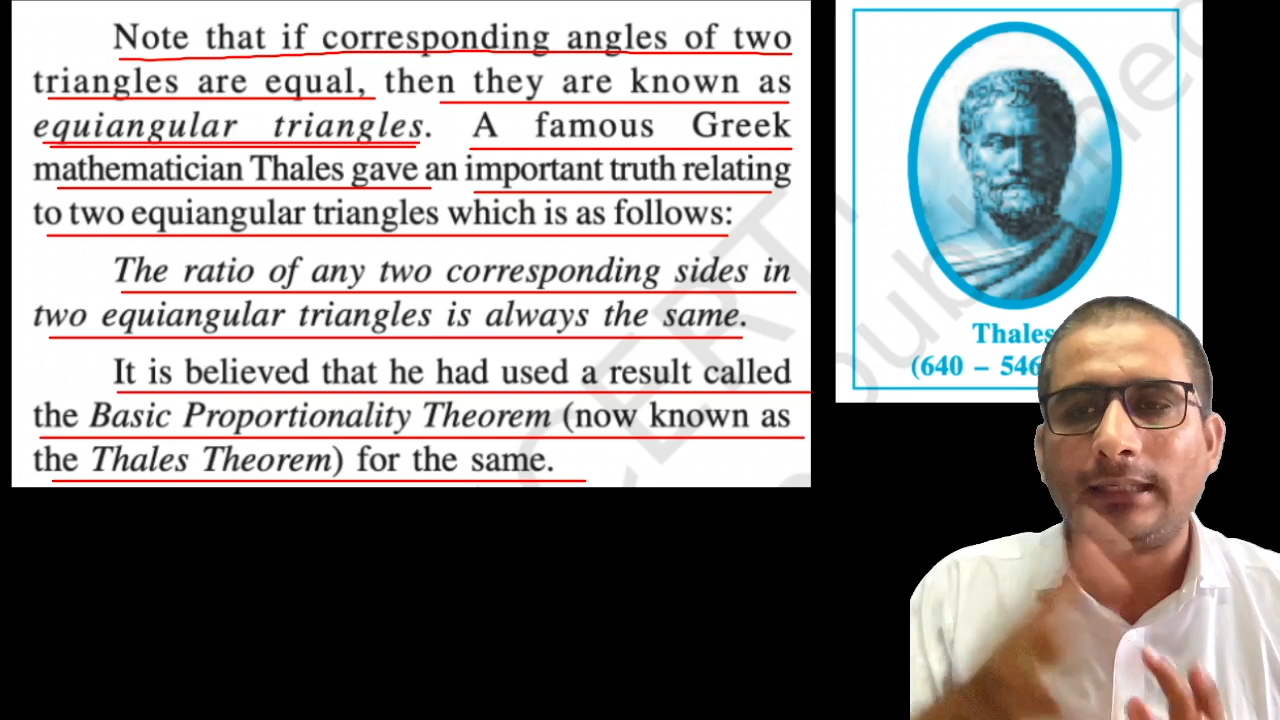 Note that if corresponding angles of two
triangles are equal, then they are known as
equiangular triangles. A famous Greek
mathematician Thales gave an important truth relating
to two equiangular triangles which is as follows:
The ratio of any two corresponding sides in
two equiangular triangles is always the same.
It is believed that he had used a result called
the Basic Proportionality Theorem (now known as
the Thales Theorem) for the same.
Thales
(640 – 546